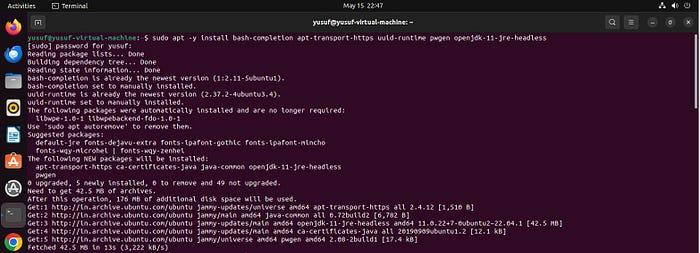 Activities Terminal May 15 22:47
yusuf@yusuf-virtual-machine: ~
yusuf@yusuf-virtual-machine:~$ sudo apt -y install bash-completion apt-transport-https uuid-runtime pwgen openjdk-11-jre-headless
[sudo] password for yusuf:
Reading package lists... Done
Building dependency tree... Done
Reading state information... Done
bash-completion is already the newest version (1:2.11-5ubuntu1).
bash-completion set to manually installed.
uuid-runtime is already the newest version (2.37.2-4ubuntu3.4).
uuid-runtime set to manually installed.
The following packages were automatically installed and are no longer required:
libwpe-1.0-1 libwpebackend-fdo-1.0-1
Use 'sudo apt autoremove' to remove them.
Suggested packages:
default-jre fonts-dejavu-extra fonts-ipafont-gothic fonts-ipafont-mincho
fonts-wqy-microhei | fonts-wqy-zenhei
The following NEW packages will be installed:
apt-transport-https ca-certificates-java java-common openjdk-11-jre-headless
pwgen
0 upgraded, 5 newly installed, 0 to remove and 49 not upgraded.
Need to get 42.5 MB of archives.
After this operation, 176 MB of additional disk space will be used.
Get:1 http://in.archive.ubuntu.com/ubuntu jammy-updates/universe amd64 apt-transport-https all 2.4.12 [1,510 B]
Get:2 http://in.archive.ubuntu.com/ubuntu jammy/main amd64 java-common all 0.72build2 [6,782 B]
Get:3 http://in.archive.ubuntu.com/ubuntu jammy-updates/main amd64 openjdk-11-jre-headless amd64 11.0.22+7-0ubuntu2~22.04.1 [42.5 MB]
Get:4 http://in.archive.ubuntu.com/ubuntu jammy-updates/main amd64 ca-certificates-java all 20190909ubuntu1.2 [12.1 kB]
Get:5 http://in.archive.ubuntu.com/ubuntu jammy/universe amd64 pwgen amd64 2.08-2build1 [17.4 kB]
Fetched 42.5 MB in 13s (3,222 kB/s)